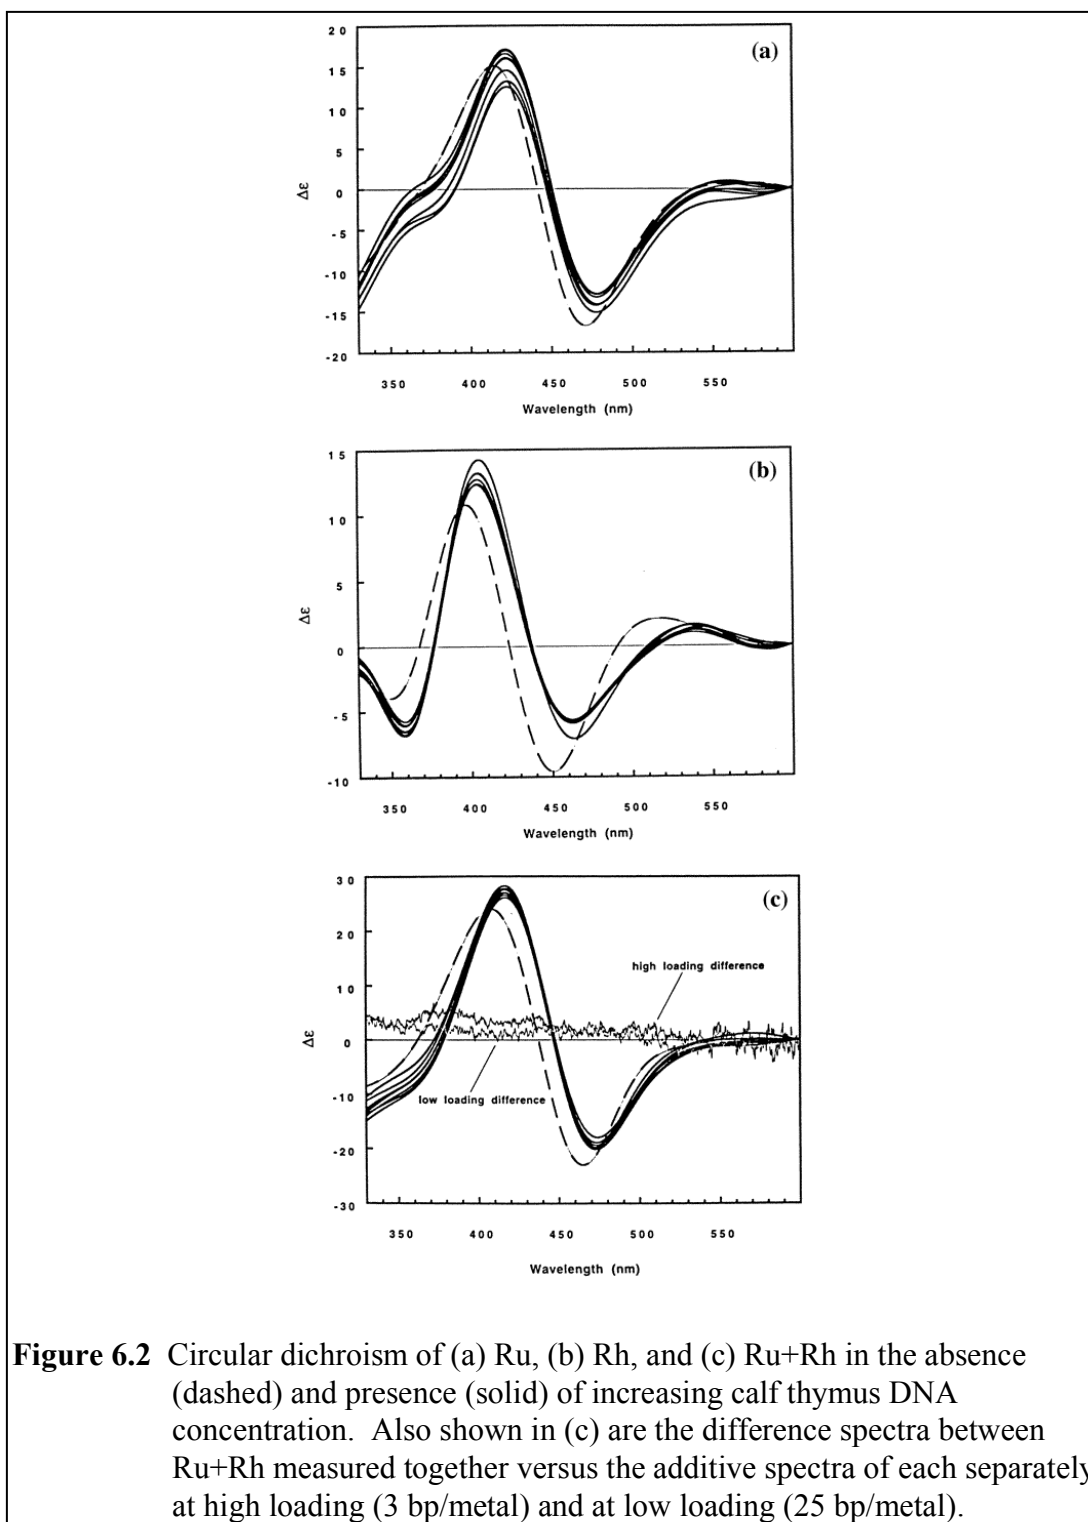 (a)
20
15
10
5
0
-5
-10
-15
-20
Δε
350 400 450 500 550
Wavelength (nm)
(b)
15
10
5
0
-5
-10
Δε
350 400 450 500 550
Wavelength (nm)
(c)
30
20
10
0
-10
-20
-30
Δε
high loading difference
low loading difference
350 400 450 500 550
Wavelength (nm)
Figure 6.2 Circular dichroism of (a) Ru, (b) Rh, and (c) Ru+Rh in the absence
(dashed) and presence (solid) of increasing calf thymus DNA
concentration. Also shown in (c) are the difference spectra between
Ru+Rh measured together versus the additive spectra of each separately
at high loading (3 bp/metal) and at low loading (25 bp/metal).